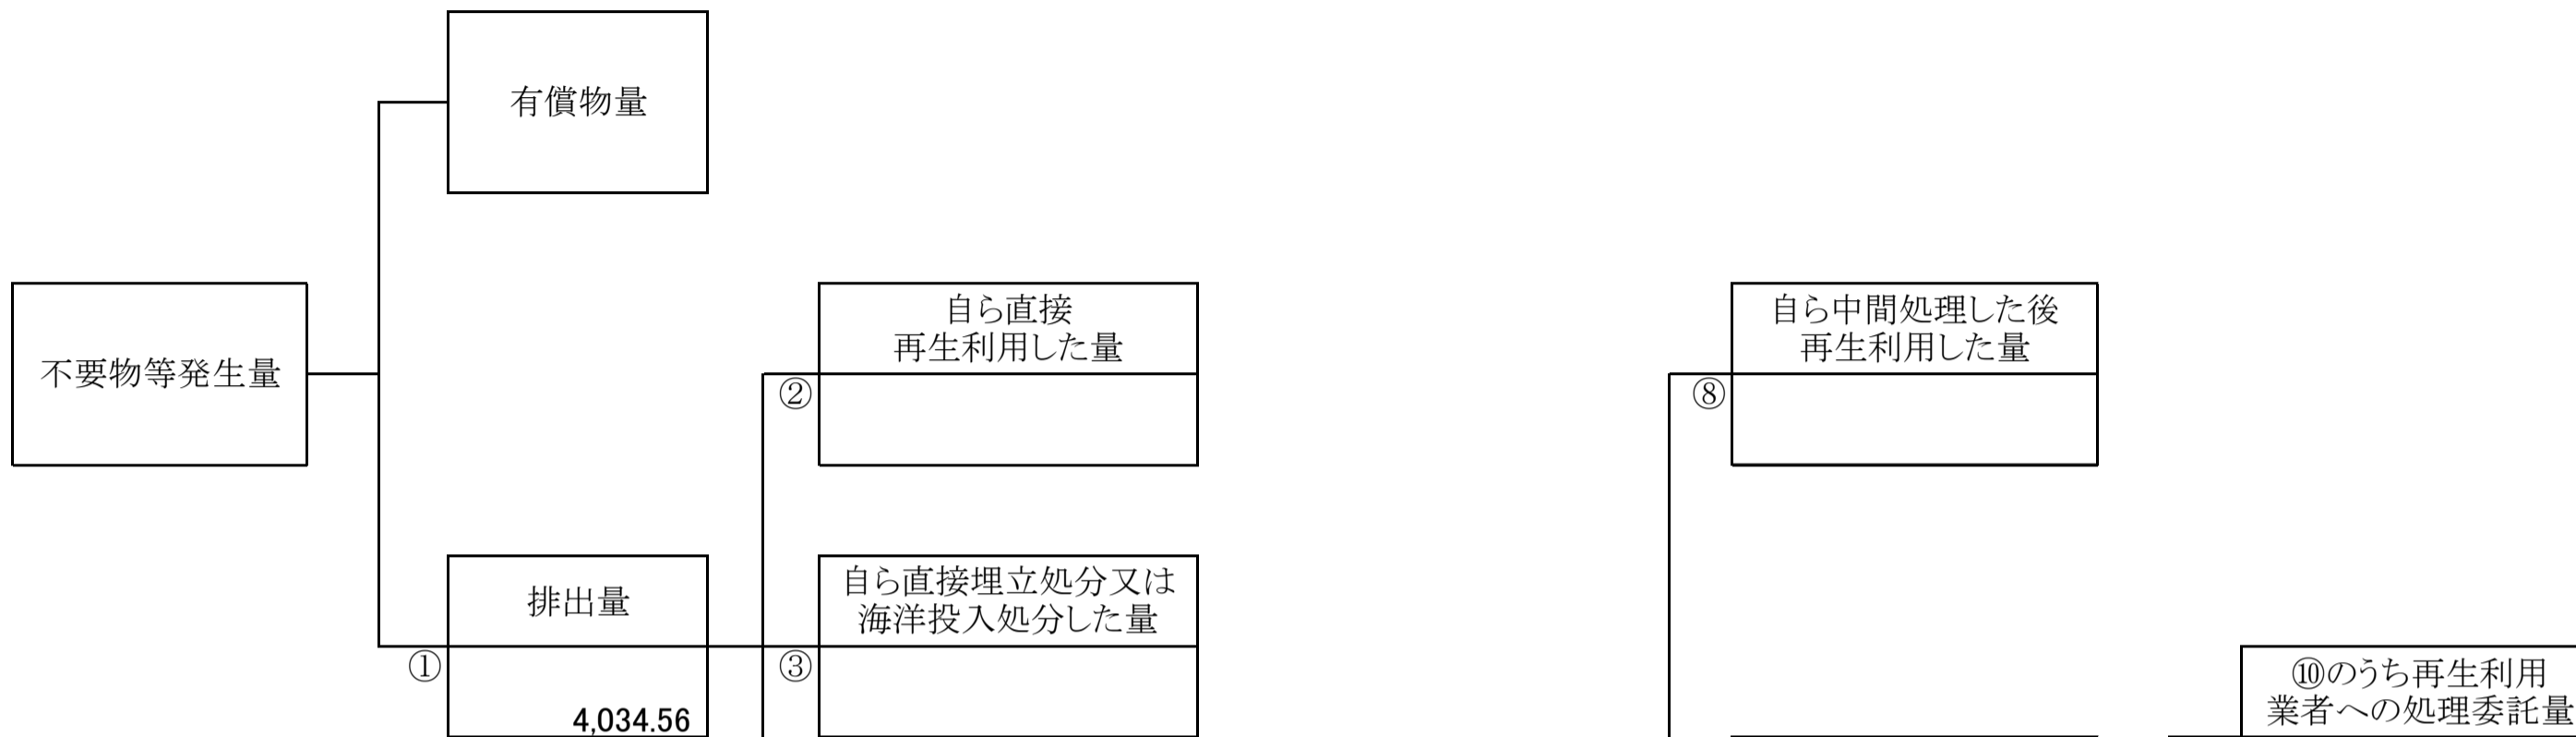 有償物量
不要物等発生量
自ら直接
再生利用した量
②
自ら中間処理した後
再生利用した量
⑧
排出量
①
4,034.56
自ら直接埋立処分又は
海洋投入処分した量
③
⑩のうち再生利用
業者への処理委託量